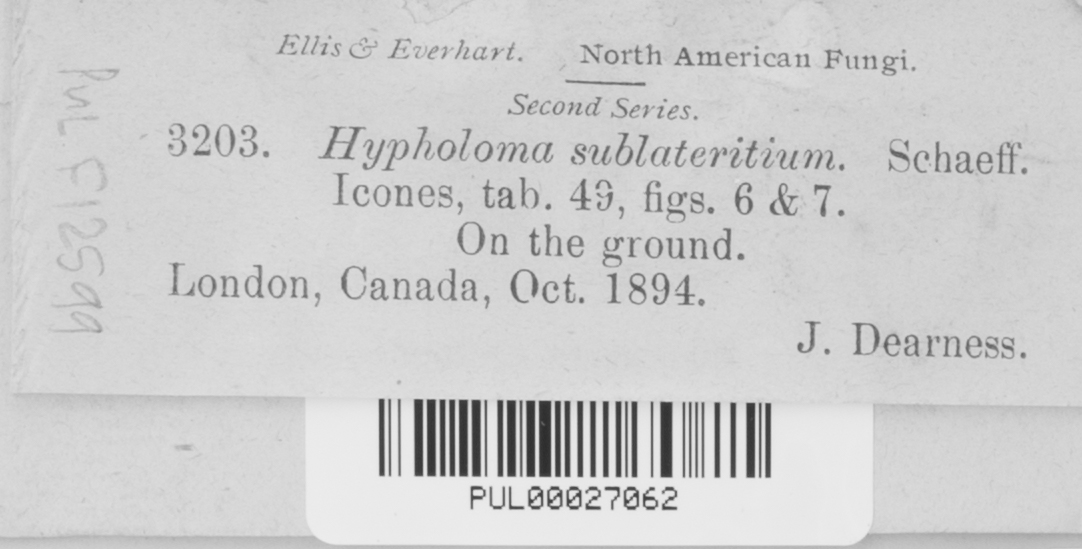 Ellis & Everhart. North American Fungi.
Second Series.
3203. Hypholoma sublateritium. Schaeff.
Icones, tab. 49, figs. 6 & 7.
On the ground.
London, Canada, Oct. 1894.
J. Dearness.
PUL F12599
PUL00027062